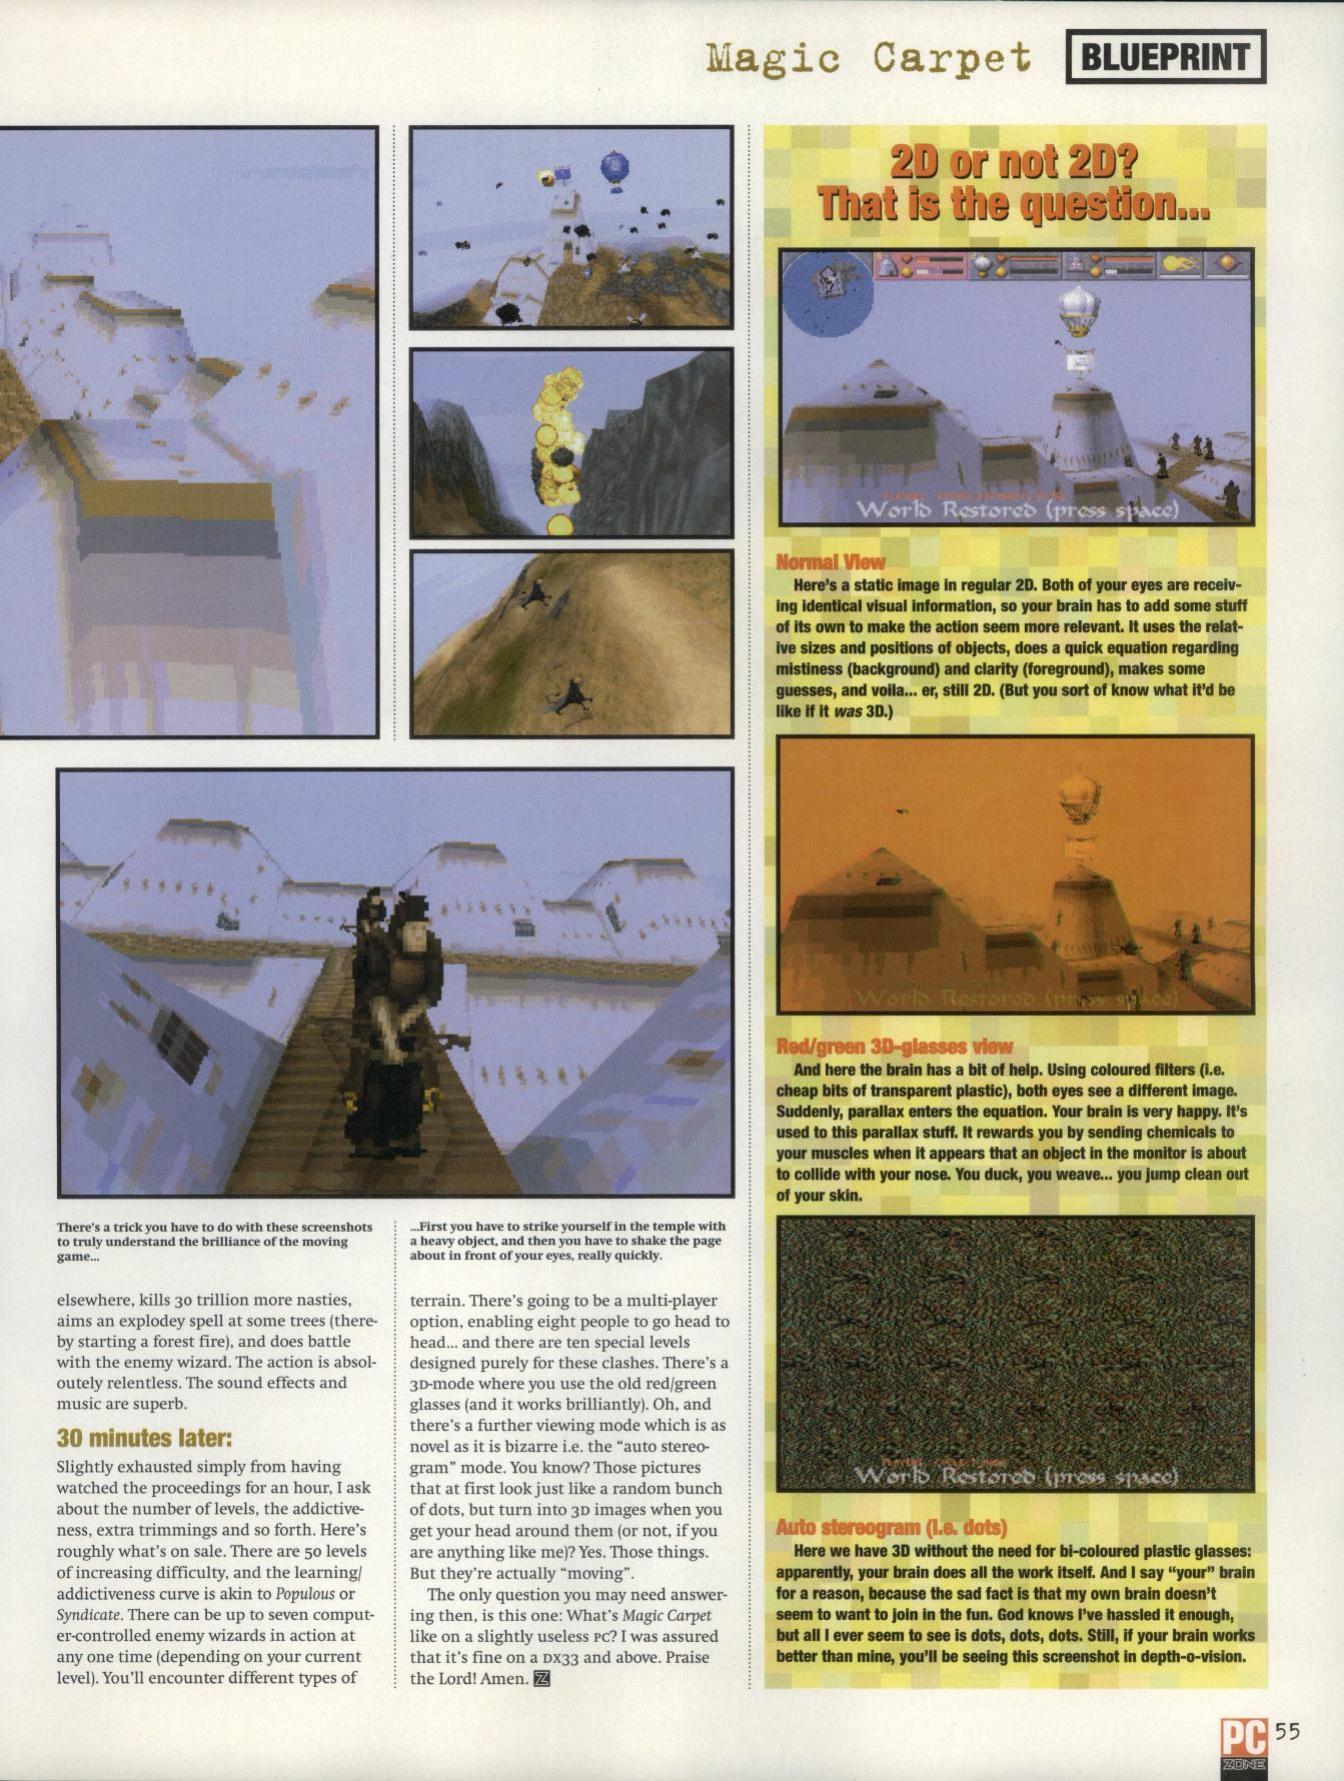 Magic Carpet BLUEPRINT
There's a trick you have to do with these screenshots
to truly understand the brilliance of the moving
game...
...First you have to strike yourself in the temple with
a heavy object, and then you have to shake the page
about in front of your eyes, really quickly.
elsewhere, kills 30 trillion more nasties,
aims an explodey spell at some trees (there-
by starting a forest fire), and does battle
with the enemy wizard. The action is absol-
outely relentless. The sound effects and
music are superb.
30 minutes later:
Slightly exhausted simply from having
watched the proceedings for an hour, I ask
about the number of levels, the addictive-
ness, extra trimmings and so forth. Here's
roughly what's on sale. There are 50 levels
of increasing difficulty, and the learning/
addictiveness curve is akin to Populous or
Syndicate. There can be up to seven comput-
er-controlled enemy wizards in action at
any one time (depending on your current
level). You'll encounter different types of
terrain. There's going to be a multi-player
option, enabling eight people to go head to
head... and there are ten special levels
designed purely for these clashes. There's a
3D-mode where you use the old red/green
glasses (and it works brilliantly). Oh, and
there's a further viewing mode which is as
novel as it is bizarre i.e. the "auto stereo-
gram" mode. You know? Those pictures
that at first look just like a random bunch
of dots, but turn into 3D images when you
get your head around them (or not, if you
are anything like me)? Yes. Those things.
But they're actually "moving".
The only question you may need answer-
ing then, is this one: What's Magic Carpet
like on a slightly useless PC? I was assured
that it's fine on a DX33 and above. Praise
the Lord! Amen. Z
2D or not 2D?
That is the question...
World Restored (press space)
Normal View
Here's a static image in regular 2D. Both of your eyes are receiv-
ing identical visual information, so your brain has to add some stuff
of its own to make the action seem more relevant. It uses the relat-
ive sizes and positions of objects, does a quick equation regarding
mistiness (background) and clarity (foreground), makes some
guesses, and voila... er, still 2D. (But you sort of know what it'd be
like if it was 3D.)
World Restored (press space)
Red/green 3D-glasses view
And here the brain has a bit of help. Using coloured filters (i.e.
cheap bits of transparent plastic), both eyes see a different image.
Suddenly, parallax enters the equation. Your brain is very happy. It's
used to this parallax stuff. It rewards you by sending chemicals to
your muscles when it appears that an object in the monitor is about
to collide with your nose. You duck, you weave... you jump clean out
of your skin.
World Restored (press space)
Auto stereogram (i.e. dots)
Here we have 3D without the need for bi-coloured plastic glasses:
apparently, your brain does all the work itself. And I say "your" brain
for a reason, because the sad fact is that my own brain doesn't
seem to want to join in the fun. God knows I've hassled it enough,
but all I ever seem to see is dots, dots, dots. Still, if your brain works
better than mine, you'll be seeing this screenshot in depth-o-vision.
PC
ZONE
55